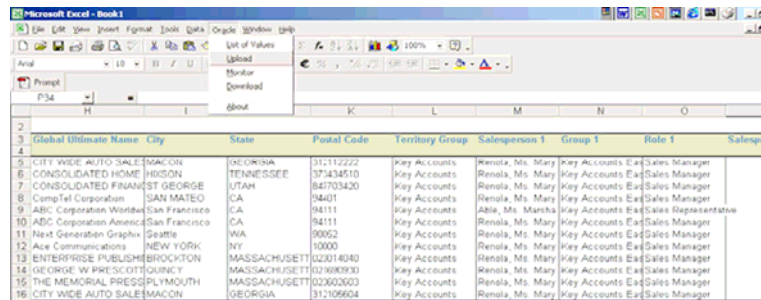 Microsoft Excel - Book1
File Edit View Insert Format Tools Data Oracle Window Help
100%
Arial 10 B I U
List of Values
Upload
Monitor
Download
About
Prompt
P34 =
H I K L M N O
2
3 Global Ultimate Name City State Postal Code Territory Group Salesperson 1 Group 1 Role 1 Salesp
4
5 CITY WIDE AUTO SALES MACON GEORGIA 312112222 Key Accounts Renola, Ms. Mary Key Accounts Eas Sales Manager
6 CONSOLIDATED HOME HIXSON TENNESSEE 373434510 Key Accounts Renola, Ms. Mary Key Accounts Eas Sales Manager
7 CONSOLIDATED FINANC ST GEORGE UTAH 847703420 Key Accounts Renola, Ms. Mary Key Accounts Eas Sales Manager
8 CompTel Corporation SAN MATEO CA 94401 Key Accounts Renola, Ms. Mary Key Accounts Eas Sales Manager
9 ABC Corporation Worldwi San Francisco CA 94111 Key Accounts Able, Ms. Marsha Key Accounts Eas Sales Representative
10 ABC Corporation America San Francisco CA 94111 Key Accounts Renola, Ms. Mary Key Accounts Eas Sales Manager
11 Next Generation Graphix Seattle WA 98052 Key Accounts Renola, Ms. Mary Key Accounts Eas Sales Manager
12 Ace Communications NEW YORK NY 10000 Key Accounts Renola, Ms. Mary Key Accounts Eas Sales Manager
13 ENTERPRISE PUBLISHI BROCKTON MASSACHUSETT 023014040 Key Accounts Renola, Ms. Mary Key Accounts Eas Sales Manager
14 GEORGE W PRESCOTT QUINCY MASSACHUSETT 021690930 Key Accounts Renola, Ms. Mary Key Accounts Eas Sales Manager
15 THE MEMORIAL PRESS PLYMOUTH MASSACHUSETT 023602603 Key Accounts Renola, Ms. Mary Key Accounts Eas Sales Manager
16 CITY WIDE AUTO SALES MACON GEORGIA 312105604 Key Accounts Renola, Ms. Mary Key Accounts Eas Sales Manager